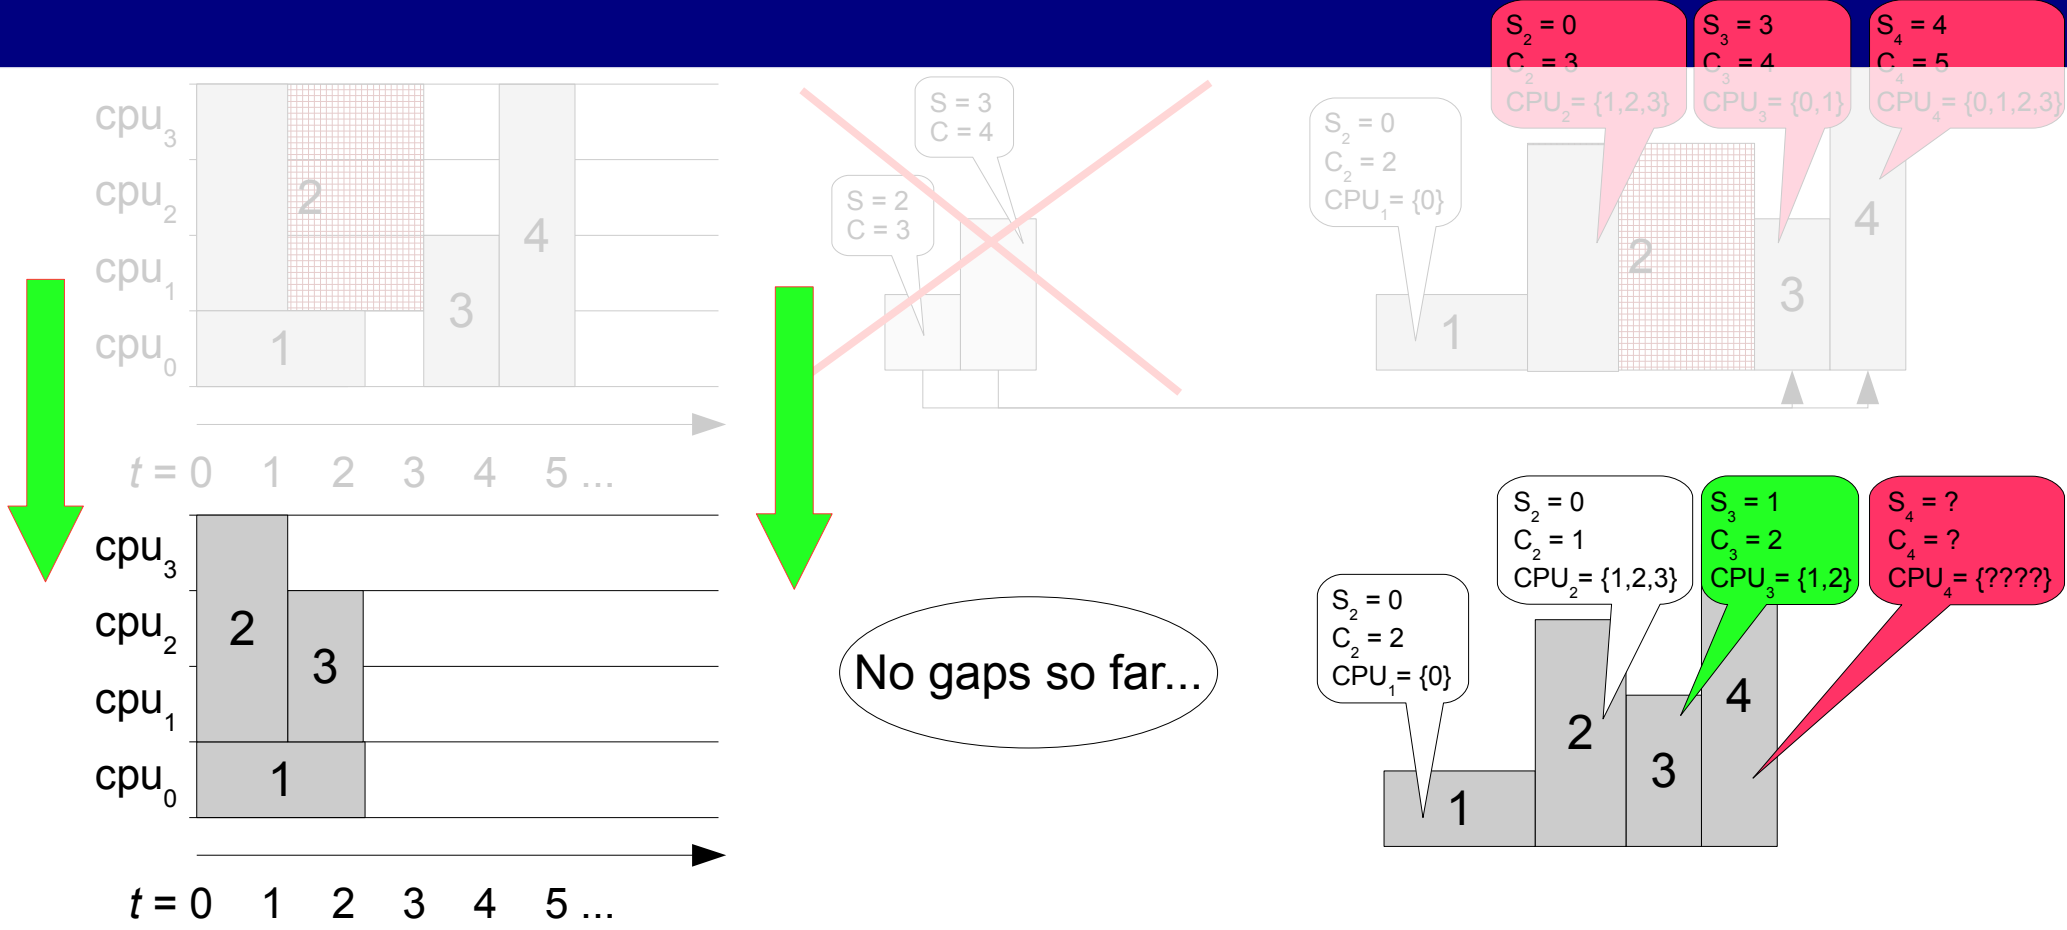 S2 = 0
C2 = 3
CPU2 = {1,2,3}
S3 = 3
C3 = 4
CPU3 = {0,1}
S4 = 4
C4 = 5
CPU4 = {0,1,2,3}
cpu3
cpu2
cpu1
cpu0
2
1
3
4
t = 0 1 2 3 4 5 ...
S = 3
C = 4
S = 2
C = 3
S2 = 0
C2 = 2
CPU1= {0}
1
2
3
4
cpu3
cpu2
cpu1
cpu0
2
3
1
t = 0 1 2 3 4 5 ...
No gaps so far...
S2 = 0
C2 = 2
CPU1= {0}
S2 = 0
C2 = 1
CPU2= {1,2,3}
S3 = 1
C3 = 2
CPU3= {1,2}
S4 = ?
C4 = ?
CPU4= {????}
1
2
3
4